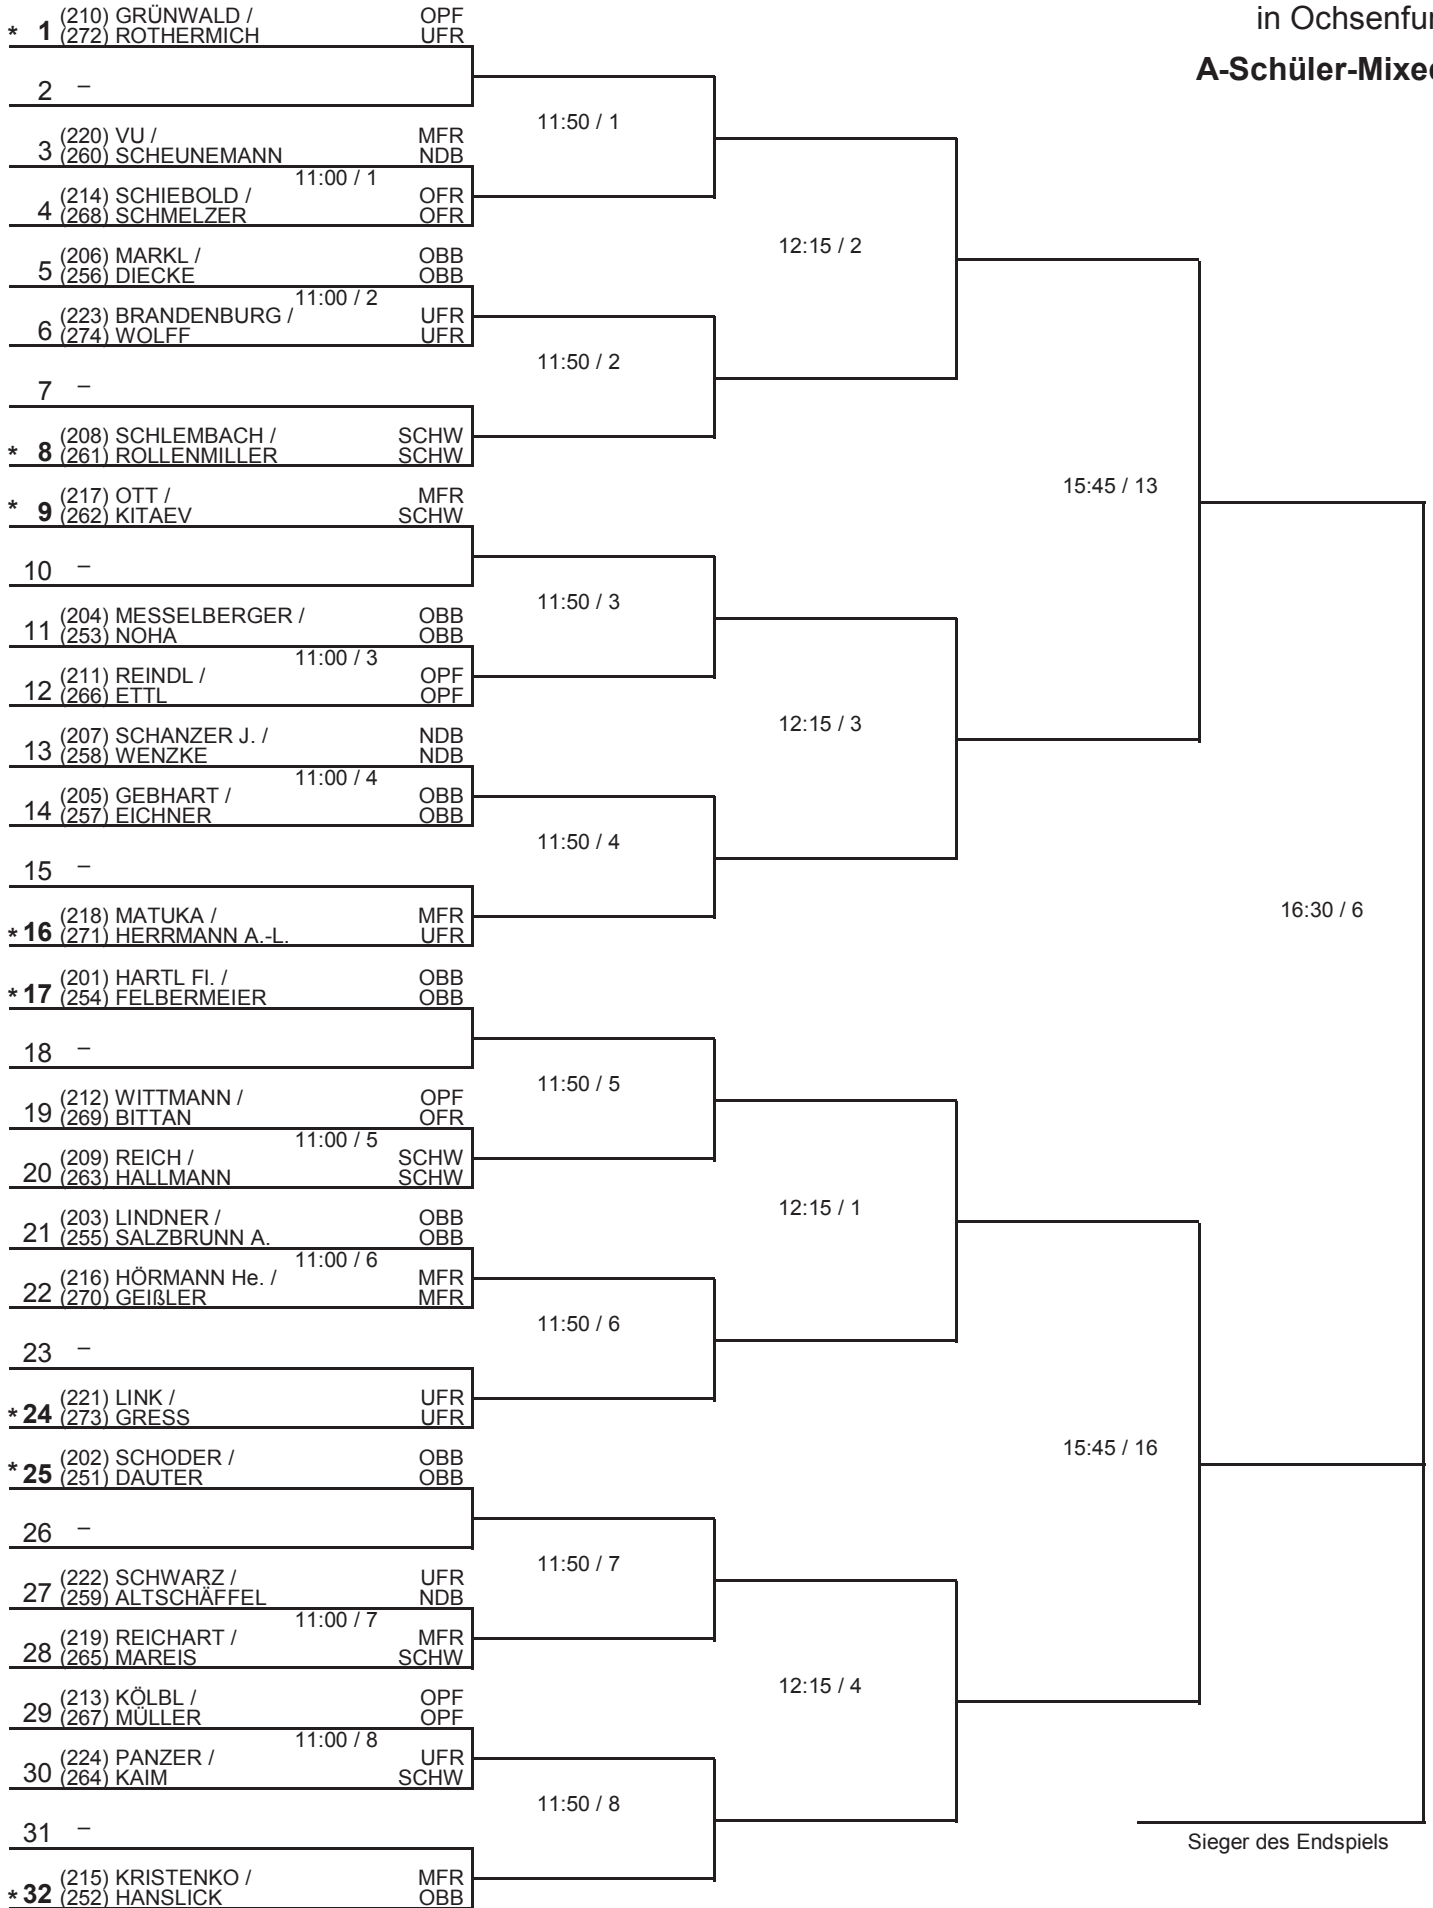 in Ochsenfur
A-Schüler-Mixed
(210) GRÜNWALD / OPF
* 1 (272) ROTHERMICH UFR
2 –
11:50 / 1
(220) VU / MFR
3 (260) SCHEUNEMANN NDB
11:00 / 1
(214) SCHIEBOLD / OFR
4 (268) SCHMELZER OFR
12:15 / 2
(206) MARKL / OBB
5 (256) DIECKE OBB
11:00 / 2
(223) BRANDENBURG / UFR
6 (274) WOLFF UFR
11:50 / 2
7 –
(208) SCHLEMBACH / SCHW
* 8 (261) ROLLENMILLER SCHW
15:45 / 13
(217) OTT / MFR
* 9 (262) KITAEV SCHW
10 –
11:50 / 3
(204) MESSELBERGER / OBB
11 (253) NOHA OBB
11:00 / 3
(211) REINDL / OPF
12 (266) ETTL OPF
12:15 / 3
(207) SCHANZER J. / NDB
13 (258) WENZKE NDB
11:00 / 4
(205) GEBHART / OBB
14 (257) EICHNER OBB
11:50 / 4
15 –
(218) MATUKA / MFR
* 16 (271) HERRMANN A.-L. UFR
16:30 / 6
(201) HARTL Fl. / OBB
* 17 (254) FELBERMEIER OBB
18 –
11:50 / 5
(212) WITTMANN / OPF
19 (269) BITTAN OFR
11:00 / 5
(209) REICH / SCHW
20 (263) HALLMANN SCHW
12:15 / 1
(203) LINDNER / OBB
21 (255) SALZBRUNN A. OBB
11:00 / 6
(216) HÖRMANN He. / MFR
22 (270) GEIßLER MFR
11:50 / 6
23 –
(221) LINK / UFR
* 24 (273) GRESS UFR
15:45 / 16
(202) SCHODER / OBB
* 25 (251) DAUTER OBB
26 –
11:50 / 7
(222) SCHWARZ / UFR
27 (259) ALTSCHÄFFEL NDB
11:00 / 7
(219) REICHART / MFR
28 (265) MAREIS SCHW
12:15 / 4
(213) KÖLBL / OPF
29 (267) MÜLLER OPF
11:00 / 8
(224) PANZER / UFR
30 (264) KAIM SCHW
11:50 / 8
31 –
Sieger des Endspiels
(215) KRISTENKO / MFR
* 32 (252) HANSLICK OBB